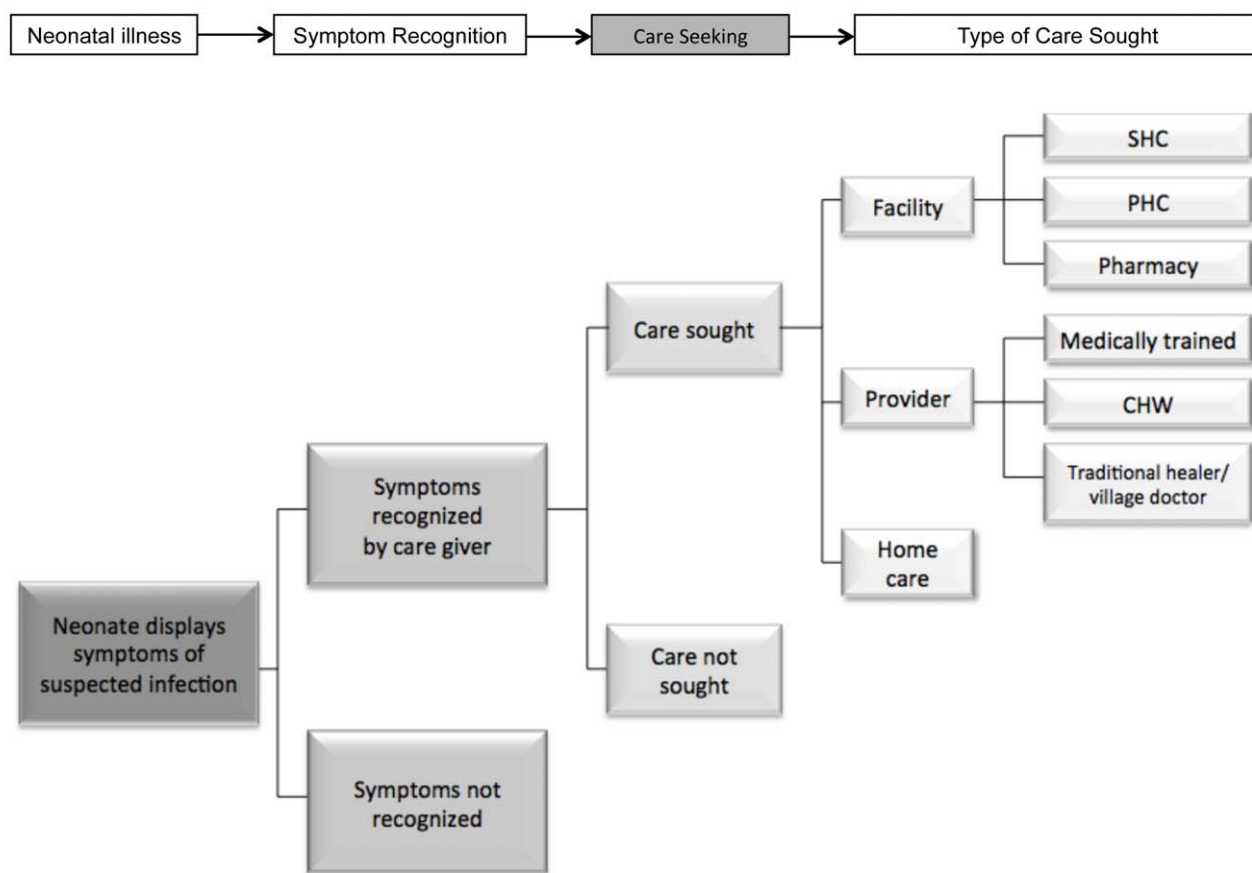 Neonatal illness
Symptom Recognition
Care Seeking
Type of Care Sought
SHC
Facility
PHC
Pharmacy
Care sought
Medically trained
Provider
CHW
Traditional healer/
village doctor
Symptoms
recognized
by care giver
Home
care
Neonate displays
symptoms of
suspected infection
Care not
sought
Symptoms not
recognized